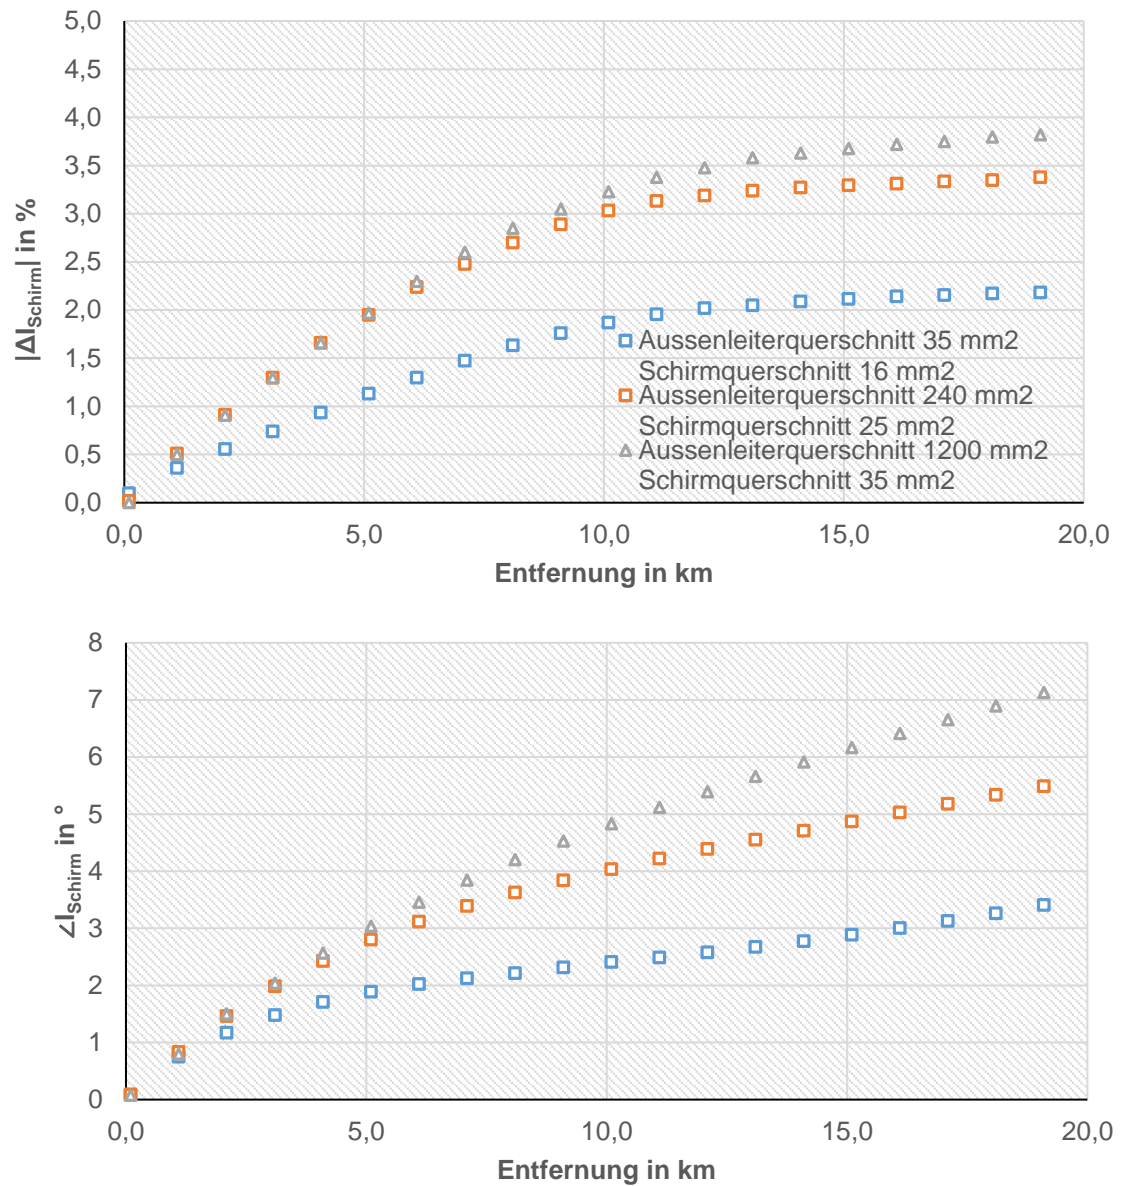 5,0
4,5
4,0
3,5
3,0
2,5
2,0
1,5
1,0
0,5
0,0
|ΔI_Schirm| in %
Aussenleiterquerschnitt 35 mm2
Schirmquerschnitt 16 mm2
Aussenleiterquerschnitt 240 mm2
Schirmquerschnitt 25 mm2
Aussenleiterquerschnitt 1200 mm2
Schirmquerschnitt 35 mm2
0,0 5,0 10,0 15,0 20,0
Entfernung in km
8
7
6
5
4
3
2
1
0
∠I_Schirm in °
0,0 5,0 10,0 15,0 20,0
Entfernung in km